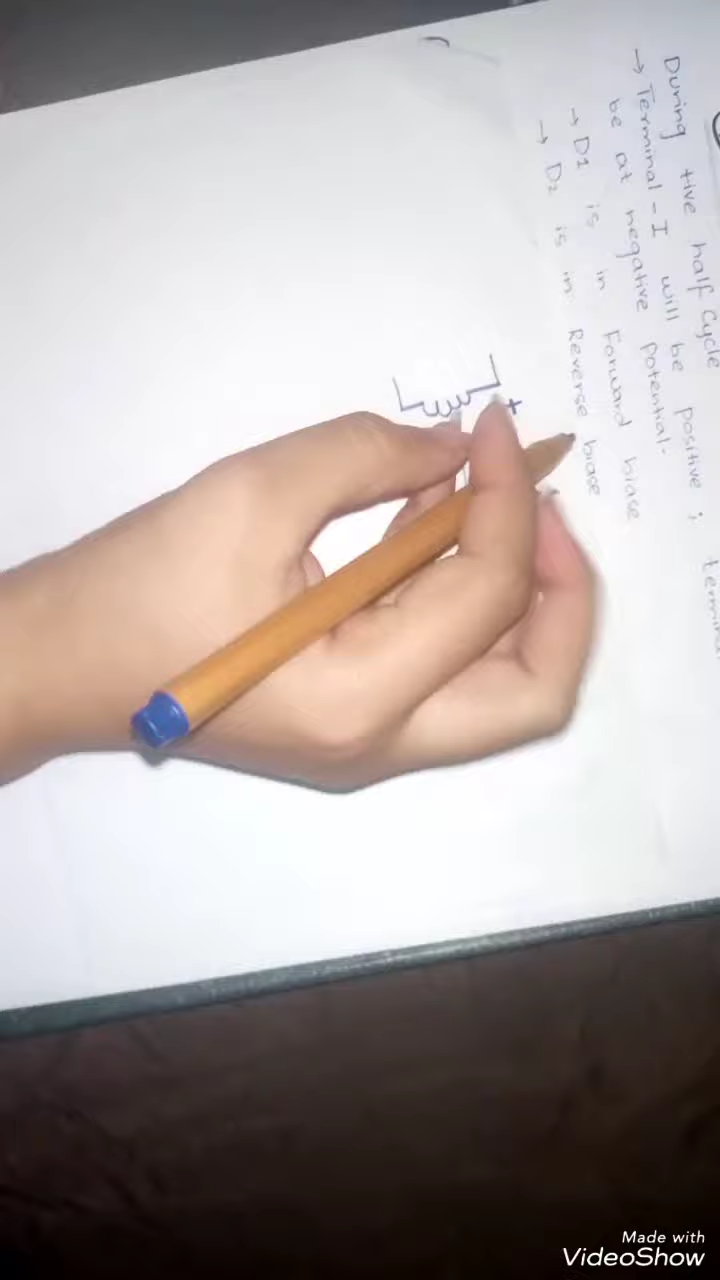 During +ive half Cycle
→ Terminal - I will be positive ; termina
be at negative potential.
→ D1 is in Forward biase
→ D2 is in Reverse biase
+
Made with
VideoShow